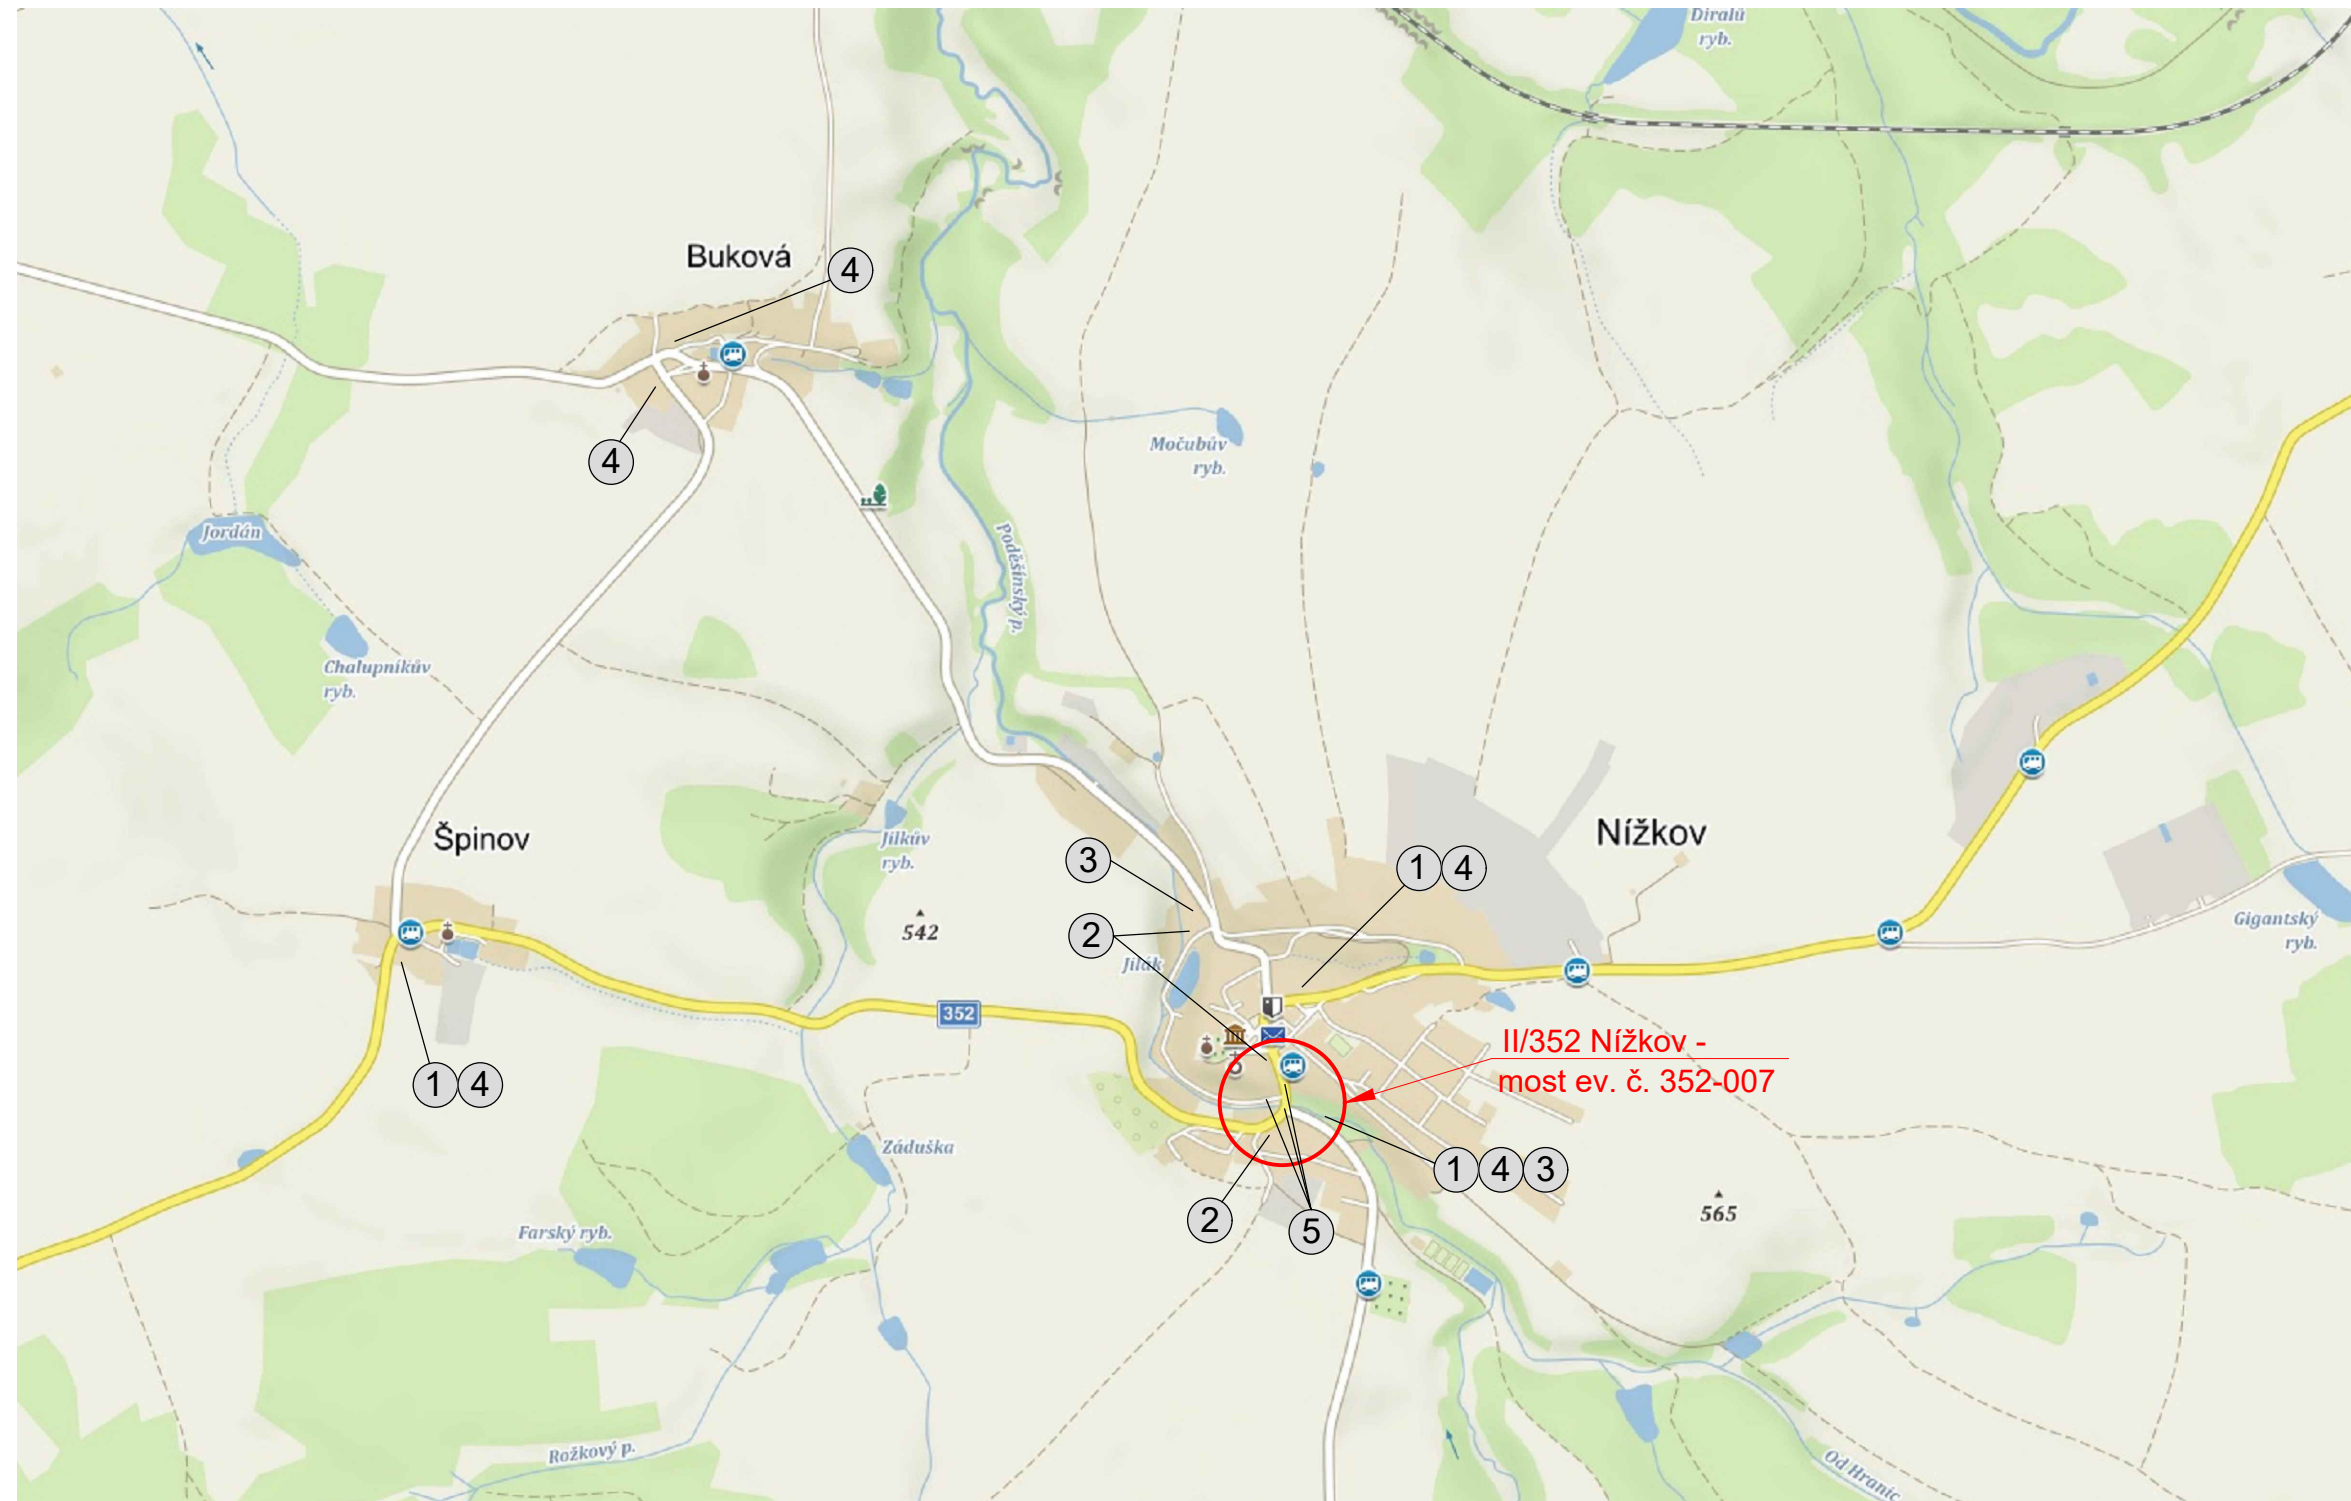 Diralů
ryb.
Buková
4
4
Močubův
ryb.
Jordán
Poděšínský p.
Chalupníkův
ryb.
Špinov
Jilkův
ryb.
Nížkov
3
1 4
542
2
Jilák
Gigantský
ryb.
352
II/352 Nížkov -
most ev. č. 352-007
1 4
Záduška
1 4 3
565
2
5
Farský ryb.
Rožkový p.
Od Hranic